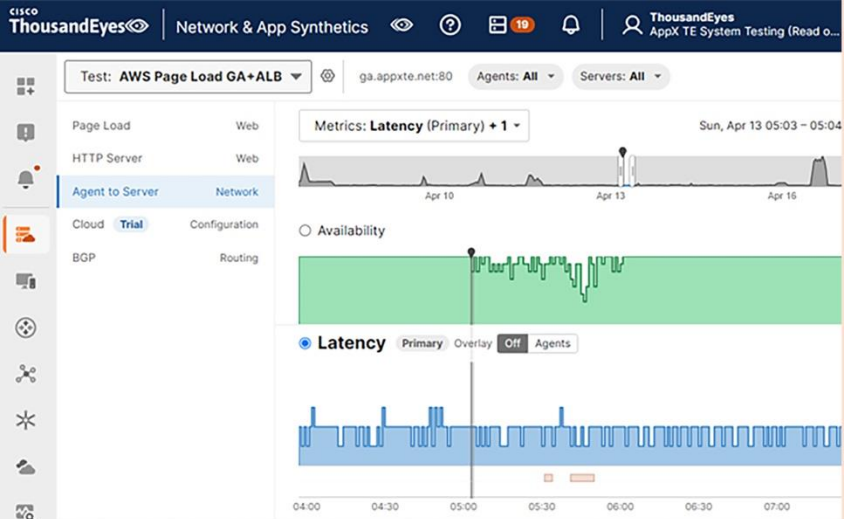 CISCO
ThousandEyes
Network & App Synthetics
19
ThousandEyes
AppX TE System Testing (Read o...
Test: AWS Page Load GA+ALB
ga.appxte.net:80
Agents: All
Servers: All
Page Load Web
HTTP Server Web
Agent to Server Network
Cloud Trial Configuration
BGP Routing
Metrics: Latency (Primary) + 1
Sun, Apr 13 05:03 – 05:04
Apr 10 Apr 13 Apr 16
Availability
Latency Primary Overlay Off Agents
04:00 04:30 05:00 05:30 06:00 06:30 07:00